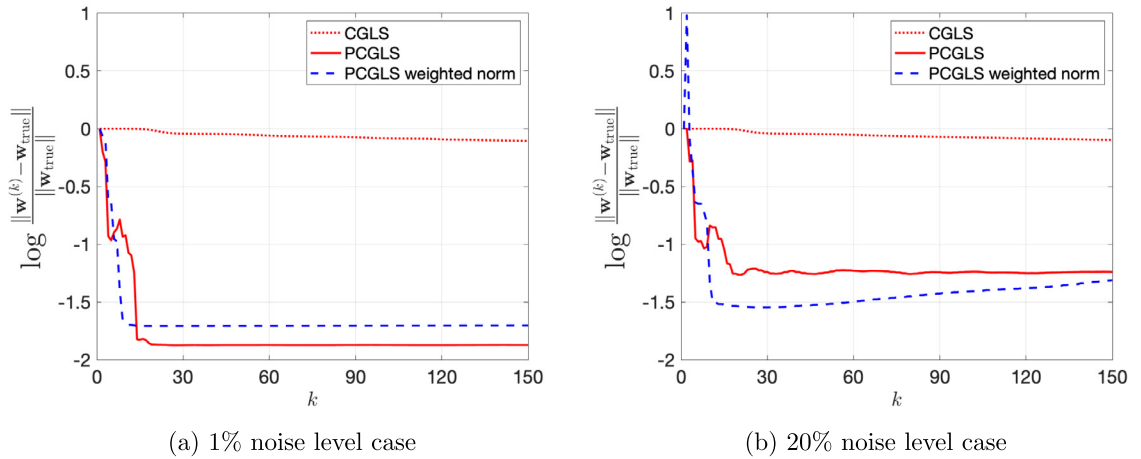 CGLS
PCGLS
PCGLS weighted norm
1
0.5
0
-0.5
-1
-1.5
-2
0 30 60 90 120 150
k
log ||w^(k) − w_true|| / ||w_true||
(a) 1% noise level case
CGLS
PCGLS
PCGLS weighted norm
1
0.5
0
-0.5
-1
-1.5
-2
0 30 60 90 120 150
k
log ||w^(k) − w_true|| / ||w_true||
(b) 20% noise level case